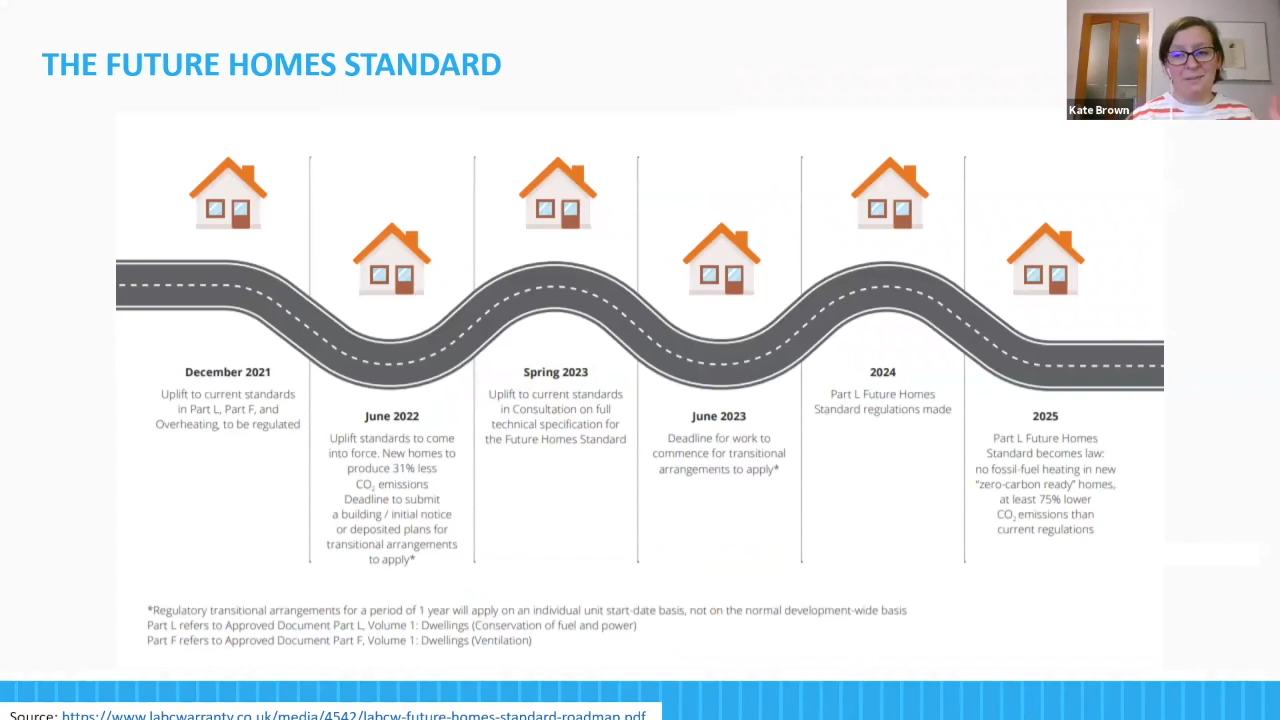 THE FUTURE HOMES STANDARD
Kate Brown
December 2021
Uplift to current standards
in Part L, Part F, and
Overheating, to be regulated
June 2022
Uplift standards to come
into force. New homes to
produce 31% less
CO₂ emissions
Deadline to submit
a building / initial notice
or deposited plans for
transitional arrangements
to apply*
Spring 2023
Uplift to current standards
in Consultation on full
technical specification for
the Future Homes Standard
June 2023
Deadline for work to
commence for transitional
arrangements to apply*
2024
Part L Future Homes
Standard regulations made
2025
Part L Future Homes
Standard becomes law:
no fossil-fuel heating in new
"zero-carbon ready" homes,
at least 75% lower
CO₂ emissions than
current regulations
*Regulatory transitional arrangements for a period of 1 year will apply on an individual unit start-date basis, not on the normal development-wide basis
Part L refers to Approved Document Part L, Volume 1: Dwellings (Conservation of fuel and power)
Part F refers to Approved Document Part F, Volume 1: Dwellings (Ventilation)
Source: https://www.labcwarranty.co.uk/media/4542/labcw-future-homes-standard-roadmap.pdf